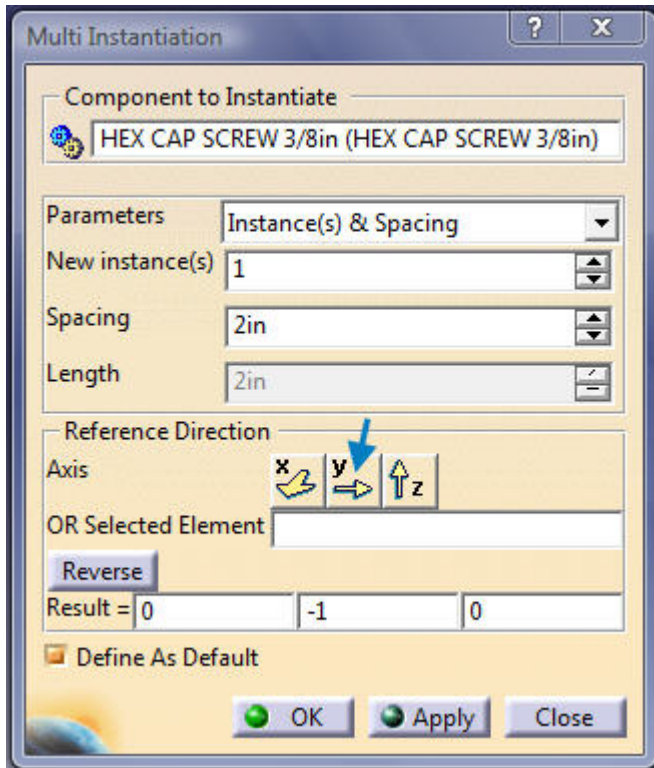 Multi Instantiation ? X
Component to Instantiate
HEX CAP SCREW 3/8in (HEX CAP SCREW 3/8in)
Parameters Instance(s) & Spacing
New instance(s) 1
Spacing 2in
Length 2in
Reference Direction
Axis x y z
OR Selected Element
Reverse
Result = 0 -1 0
Define As Default
OK Apply Close